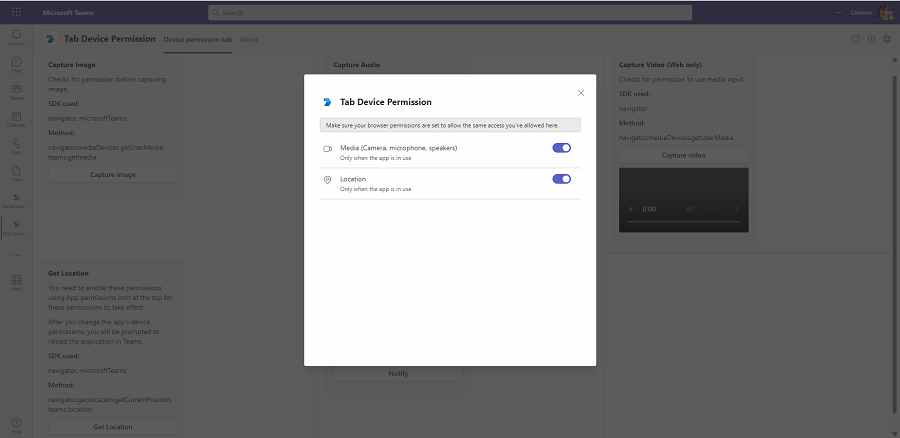 Microsoft Teams
Search
Contoso
Tab Device Permission
Device permission tab
About
Activity
Chat
Teams
Calendar
Calls
Files
Developer ...
Tab Device ...
Apps
Help
Capture Image
Checks for permission before capturing
image.
SDK used:
navigator, microsoftTeams
Method:
navigator.mediaDevices.getUserMedia,
teams.getmedia
Capture image
Get Location
You need to enable these permissions
using App permissions icon at the top for
these permissions to take effect
After you change the app's device
permissions, you will be prompted to
reload the application in Teams.
SDK used:
navigator, microsoftTeams
Method:
navigator.geolocation.getCurrentPosition,
teams.location
Get Location
Capture Audio
Tab Device Permission
Make sure your browser permissions are set to allow the same access you've allowed here.
Media (Camera, microphone, speakers)
Only when the app is in use
Location
Only when the app is in use
Notify
Capture Video (Web only)
Checks for permission to use media input
SDK used:
navigator
Method:
navigator.mediaDevices.getUserMedia
Capture video
0:00